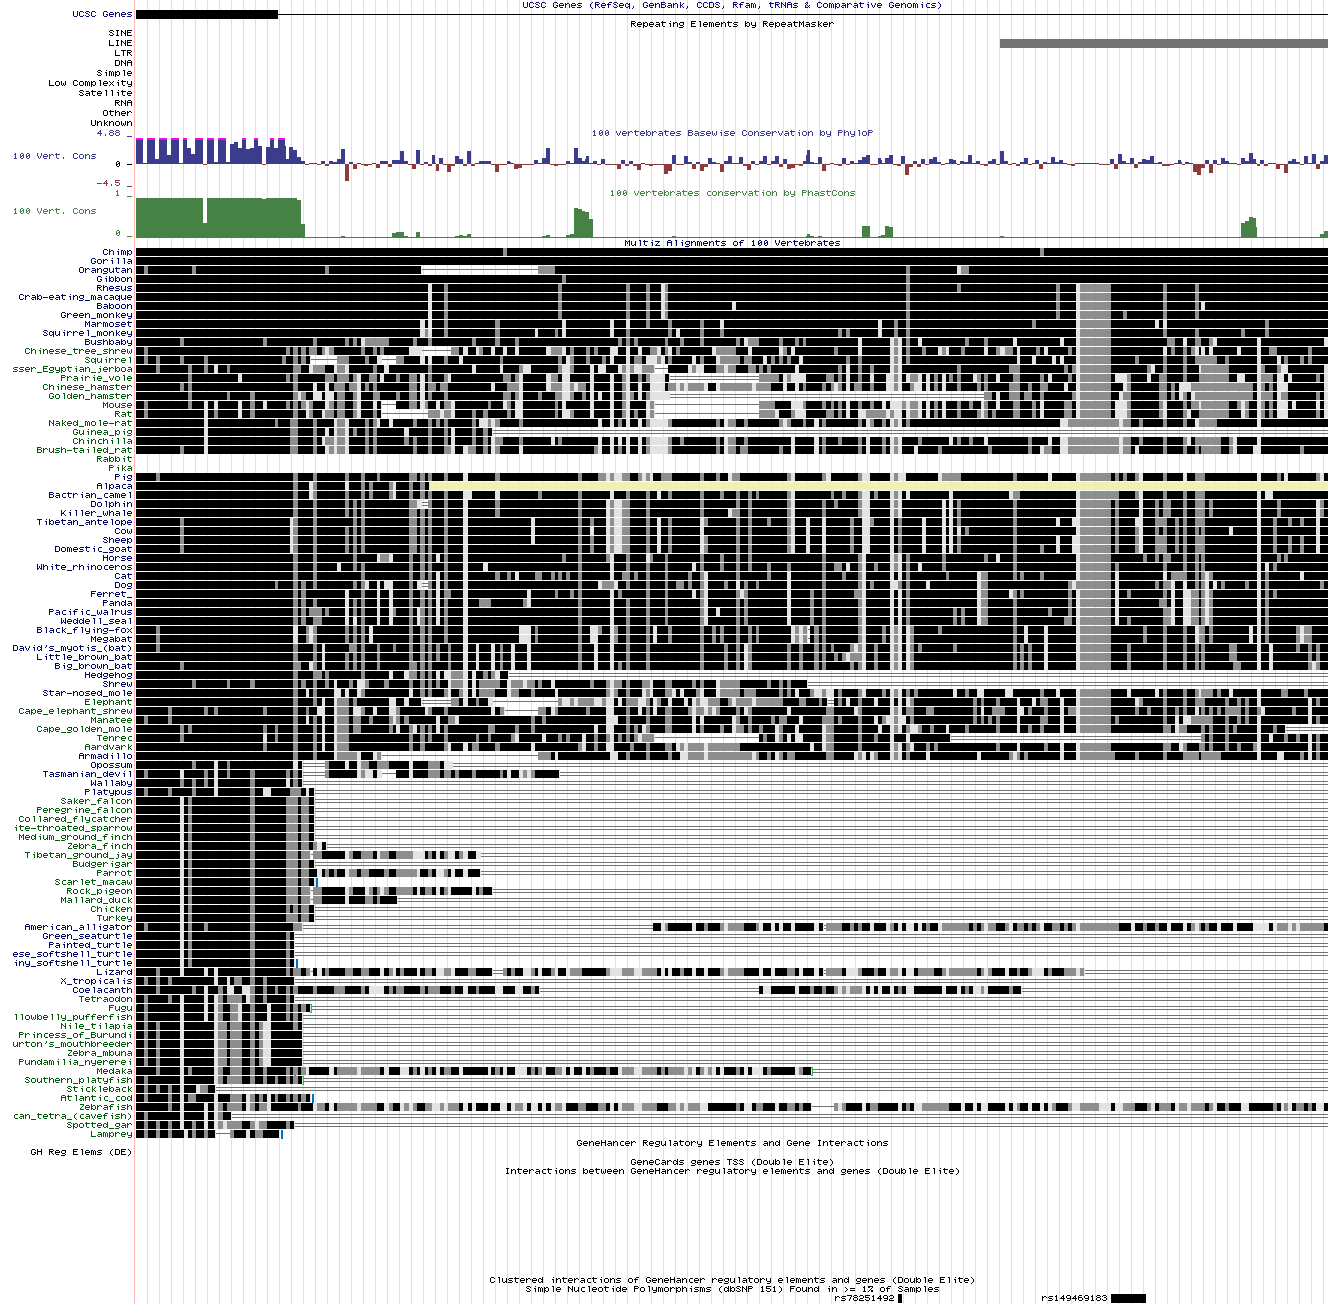 UCSC Genes (RefSeq, GenBank, CCDS, Rfam, tRNAs & Comparative Genomics)
UCSC Genes
Repeating Elements by RepeatMasker
SINE
LINE
LTR
DNA
Simple
Low Complexity
Satellite
RNA
Other
Unknown
4.88 _
100 vertebrates Basewise Conservation by PhyloP
100 Vert. Cons
0 _
-4.5 _
1 _
100 vertebrates conservation by PhastCons
100 Vert. Cons
0 _
Multiz Alignments of 100 Vertebrates
Chimp
Gorilla
Orangutan
Gibbon
Rhesus
Crab-eating_macaque
Baboon
Green_monkey
Marmoset
Squirrel_monkey
Bushbaby
Chinese_tree_shrew
Squirrel
sser_Egyptian_jerboa
Prairie_vole
Chinese_hamster
Golden_hamster
Mouse
Rat
Naked_mole-rat
Guinea_pig
Chinchilla
Brush-tailed_rat
Rabbit
Pika
Pig
Alpaca
Bactrian_camel
Dolphin
Killer_whale
Tibetan_antelope
Cow
Sheep
Domestic_goat
Horse
White_rhinoceros
Cat
Dog
Ferret_
Panda
Pacific_walrus
Weddell_seal
Black_flying-fox
Megabat
David's_myotis_(bat)
Little_brown_bat
Big_brown_bat
Hedgehog
Shrew
Star-nosed_mole
Elephant
Cape_elephant_shrew
Manatee
Cape_golden_mole
Tenrec
Aardvark
Armadillo
Opossum
Tasmanian_devil
Wallaby
Platypus
Saker_falcon
Peregrine_falcon
Collared_flycatcher
ite-throated_sparrow
Medium_ground_finch
Zebra_finch
Tibetan_ground_jay
Budgerigar
Parrot
Scarlet_macaw
Rock_pigeon
Mallard_duck
Chicken
Turkey
American_alligator
Green_seaturtle
Painted_turtle
ese_softshell_turtle
iny_softshell_turtle
Lizard
X_tropicalis
Coelacanth
Tetraodon
Fugu
llowbelly_pufferfish
Nile_tilapia
Princess_of_Burundi
urton's_mouthbreeder
Zebra_mbuna
Pundamilia_nyererei
Medaka
Southern_platyfish
Stickleback
Atlantic_cod
Zebrafish
can_tetra_(cavefish)
Spotted_gar
Lamprey
GeneHancer Regulatory Elements and Gene Interactions
GH Reg Elems (DE)
GeneCards genes TSS (Double Elite)
Interactions between GeneHancer regulatory elements and genes (Double Elite)
Clustered interactions of GeneHancer regulatory elements and genes (Double Elite)
Simple Nucleotide Polymorphisms (dbSNP 151) Found in >= 1% of Samples
rs78251492
rs149469183